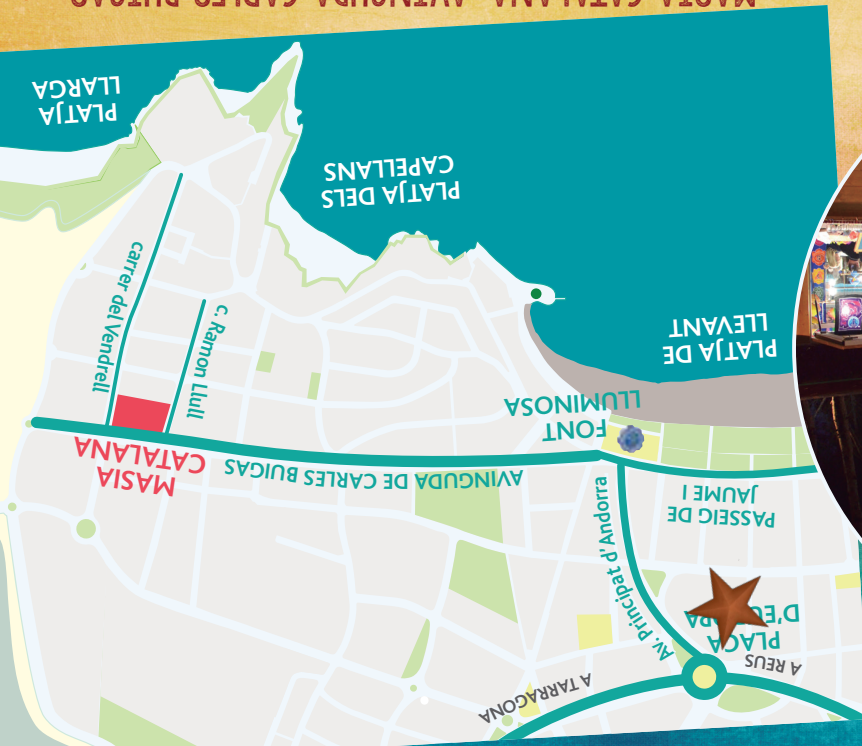 A REUS
A TARRAGONA
PLAÇA
D'EUROPA
Av. Principat d'Andorra
PASSEIG DE
JAUME I
AVINGUDA DE CARLES BUIGAS
MASIA
CATALANA
FONT
LLUMINOSA
c. Ramon Llull
carrer del Vendrell
PLATJA DE
LLEVANT
PLATJA DELS
CAPELLANS
PLATJA
LLARGA